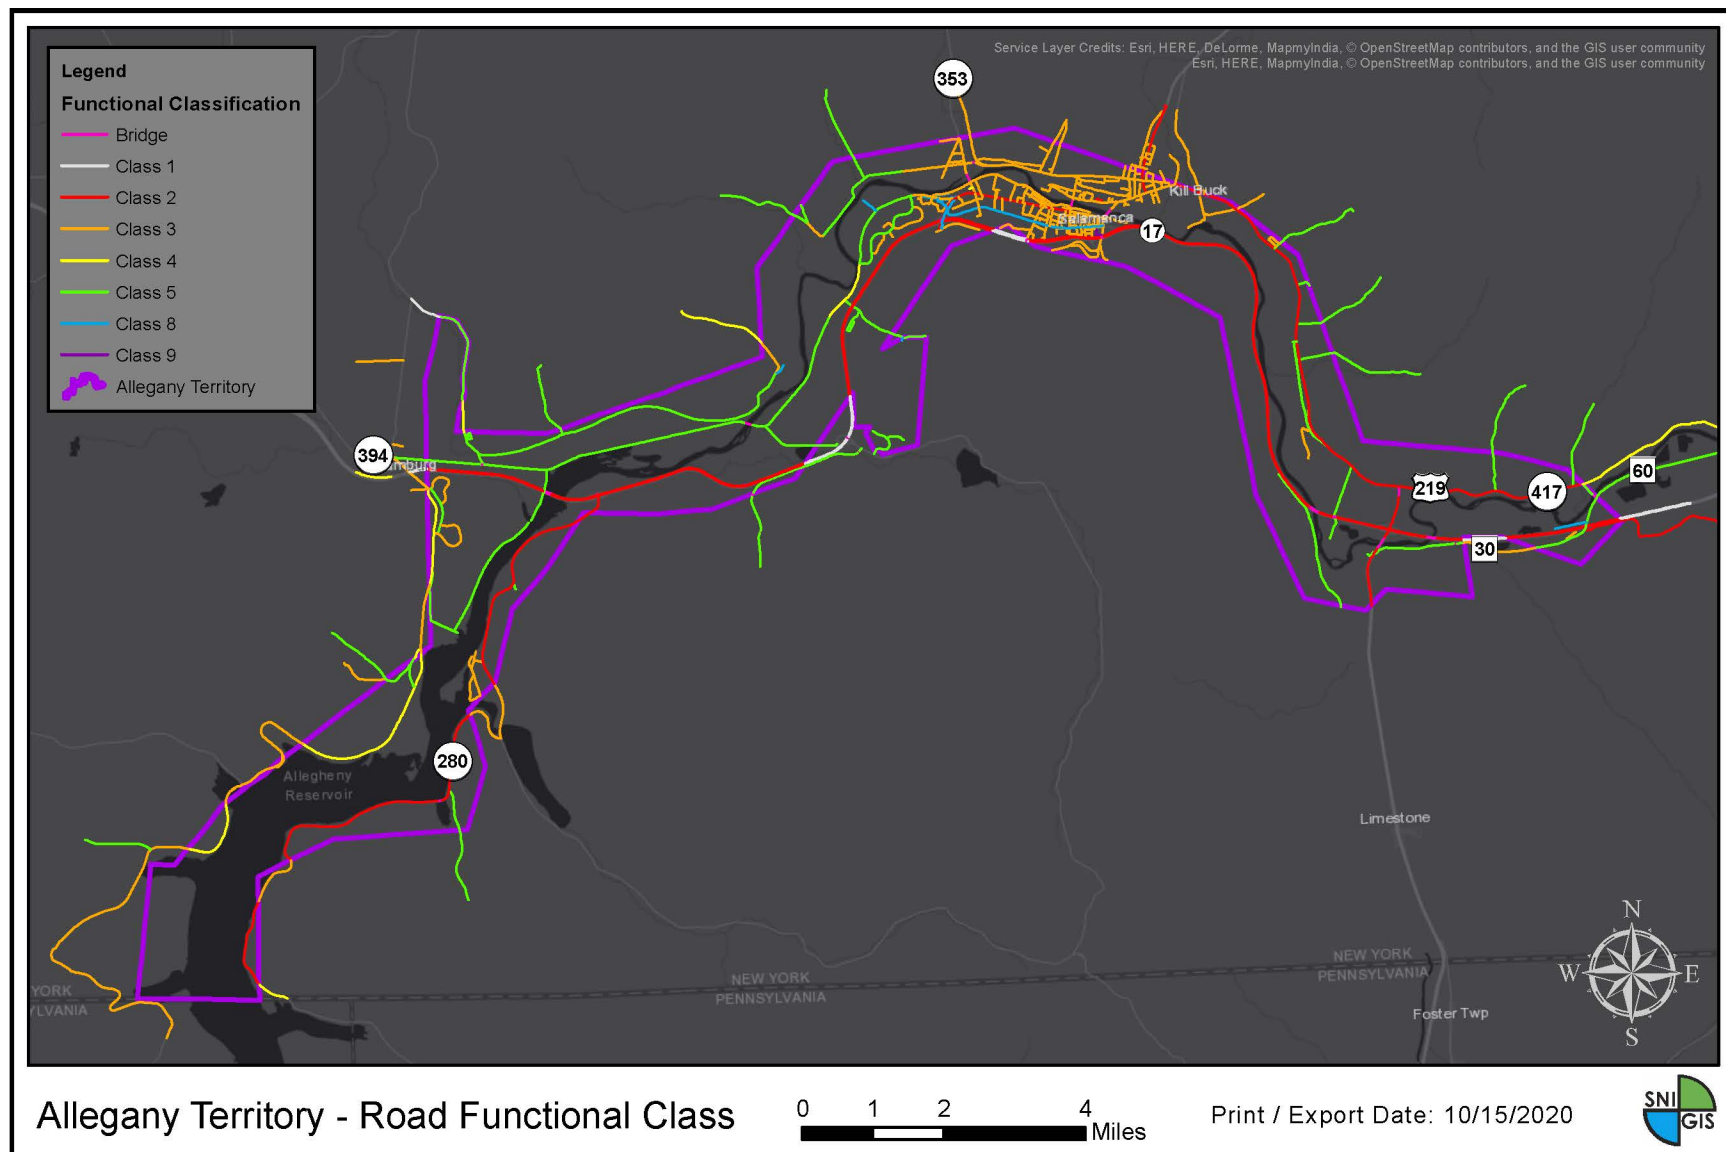 Service Layer Credits: Esri, HERE, DeLorme, MapmyIndia, © OpenStreetMap contributors, and the GIS user community
Esri, HERE, MapmyIndia, © OpenStreetMap contributors, and the GIS user community
Legend
Functional Classification
Bridge
Class 1
Class 2
Class 3
Class 4
Class 5
Class 8
Class 9
Allegany Territory
353
Kill Buck
Salamanca
17
394
60
219
417
30
280
Allegheny
Reservoir
Limestone
NEW YORK
PENNSYLVANIA
NEW YORK
PENNSYLVANIA
YORK
Foster Twp
N
W
E
S
Allegany Territory - Road Functional Class
0 1 2 4
Miles
Print / Export Date: 10/15/2020
SNI
GIS